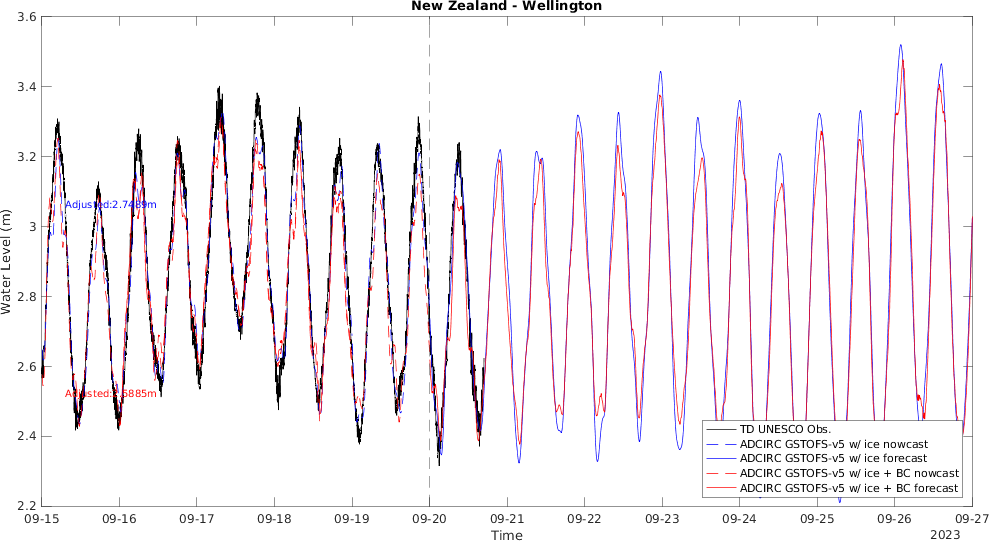 New Zealand - Wellington
3.6
3.4
3.2
3
2.8
2.6
2.4
2.2
Water Level (m)
Adjusted:2.7489m
Adjusted:2.5885m
TD UNESCO Obs.
ADCIRC GSTOFS-v5 w/ ice nowcast
ADCIRC GSTOFS-v5 w/ ice forecast
ADCIRC GSTOFS-v5 w/ ice + BC nowcast
ADCIRC GSTOFS-v5 w/ ice + BC forecast
09-15 09-16 09-17 09-18 09-19 09-20 09-21 09-22 09-23 09-24 09-25 09-26 09-27
Time
2023